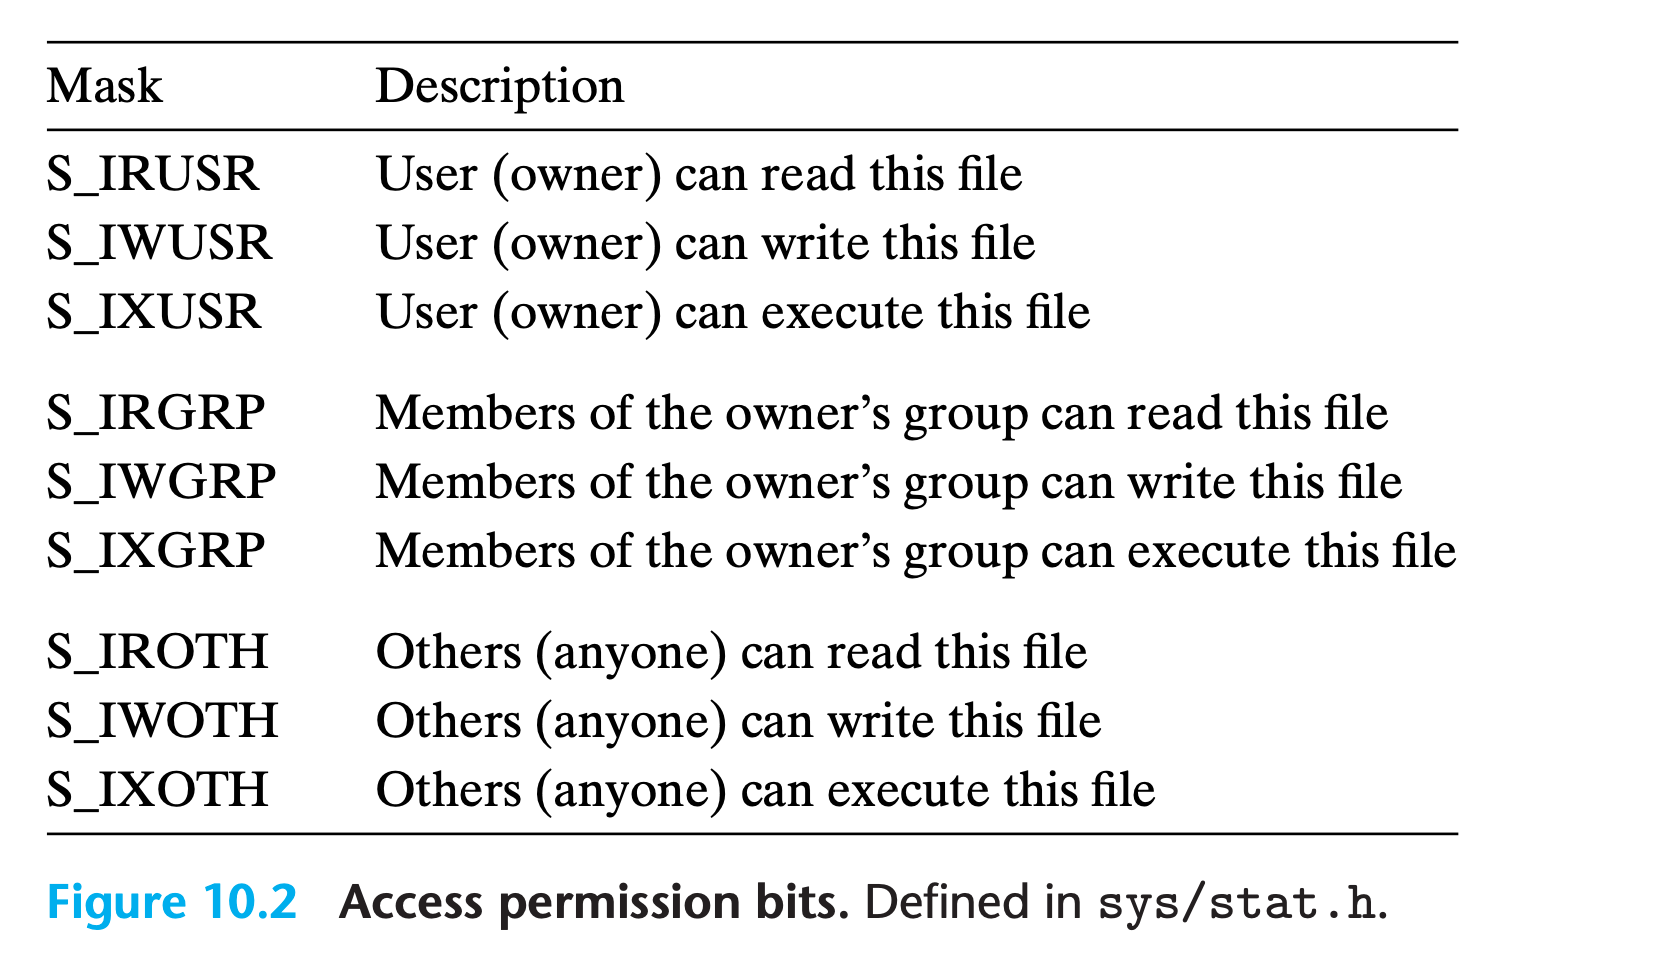 Mask Description
S_IRUSR User (owner) can read this file
S_IWUSR User (owner) can write this file
S_IXUSR User (owner) can execute this file
S_IRGRP Members of the owner’s group can read this file
S_IWGRP Members of the owner’s group can write this file
S_IXGRP Members of the owner’s group can execute this file
S_IROTH Others (anyone) can read this file
S_IWOTH Others (anyone) can write this file
S_IXOTH Others (anyone) can execute this file
Figure 10.2 Access permission bits. Defined in sys/stat.h.